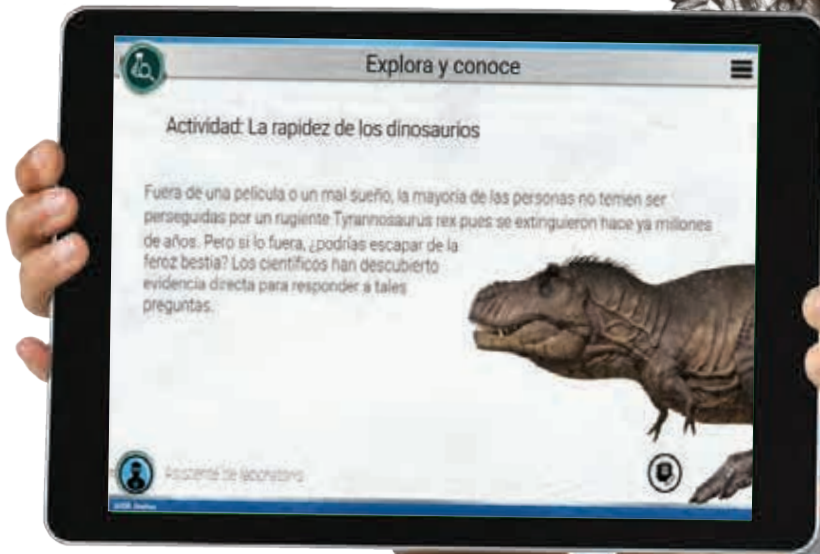 Explora y conoce
Actividad: La rapidez de los dinosaurios
Fuera de una película o un mal sueño, la mayoría de las personas no temen ser
perseguidas por un rugiente Tyrannosaurus rex pues se extinguieron hace ya millones
de años. Pero si lo fuera, ¿podrías escapar de la
feroz bestia? Los científicos han descubierto
evidencia directa para responder a tales
preguntas.
Asistente de laboratorio